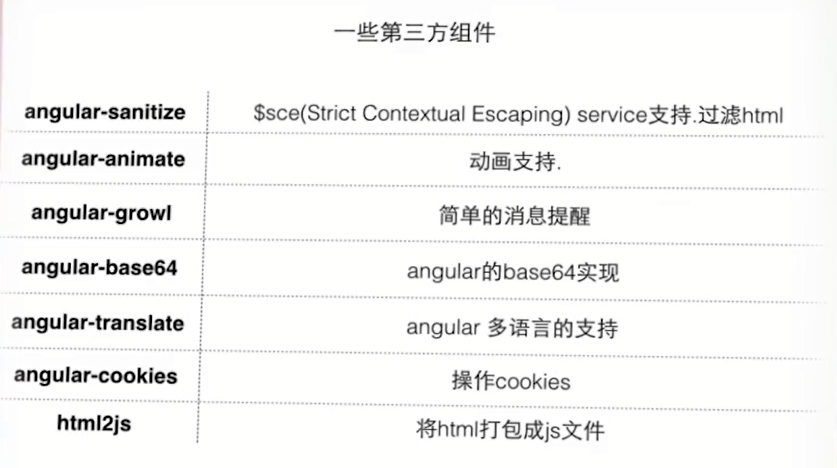 一些第三方组件
angular-sanitize $sce(Strict Contextual Escaping) service支持.过滤html
angular-animate 动画支持.
angular-growl 简单的消息提醒
angular-base64 angular的base64实现
angular-translate angular 多语言的支持
angular-cookies 操作cookies
html2js 将html打包成js文件